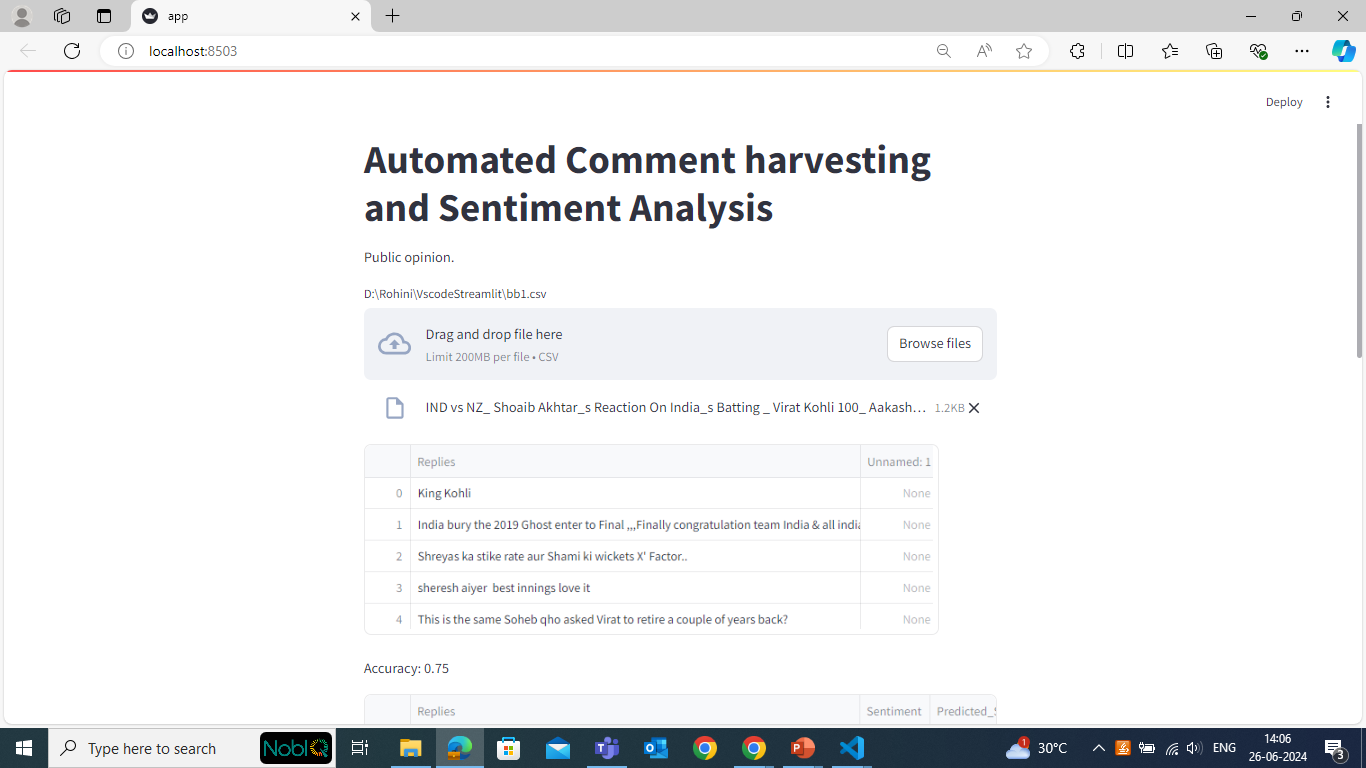 app
localhost:8503
Deploy
Automated Comment harvesting
and Sentiment Analysis
Public opinion.
D:\Rohini\VscodeStreamlit\bb1.csv
Drag and drop file here
Limit 200MB per file • CSV
Browse files
IND vs NZ_ Shoaib Akhtar_s Reaction On India_s Batting _ Virat Kohli 100_ Aakash… 1.2KB
Replies Unnamed: 1
0 King Kohli None
1 India bury the 2019 Ghost enter to Final ,,,Finally congratulation team India & all india None
2 Shreyas ka stike rate aur Shami ki wickets X' Factor.. None
3 sheresh aiyer best innings love it None
4 This is the same Soheb qho asked Virat to retire a couple of years back? None
Accuracy: 0.75
Replies Sentiment Predicted_S
Type here to search NoblQ 1 30°C ENG 14:06
26-06-2024 3